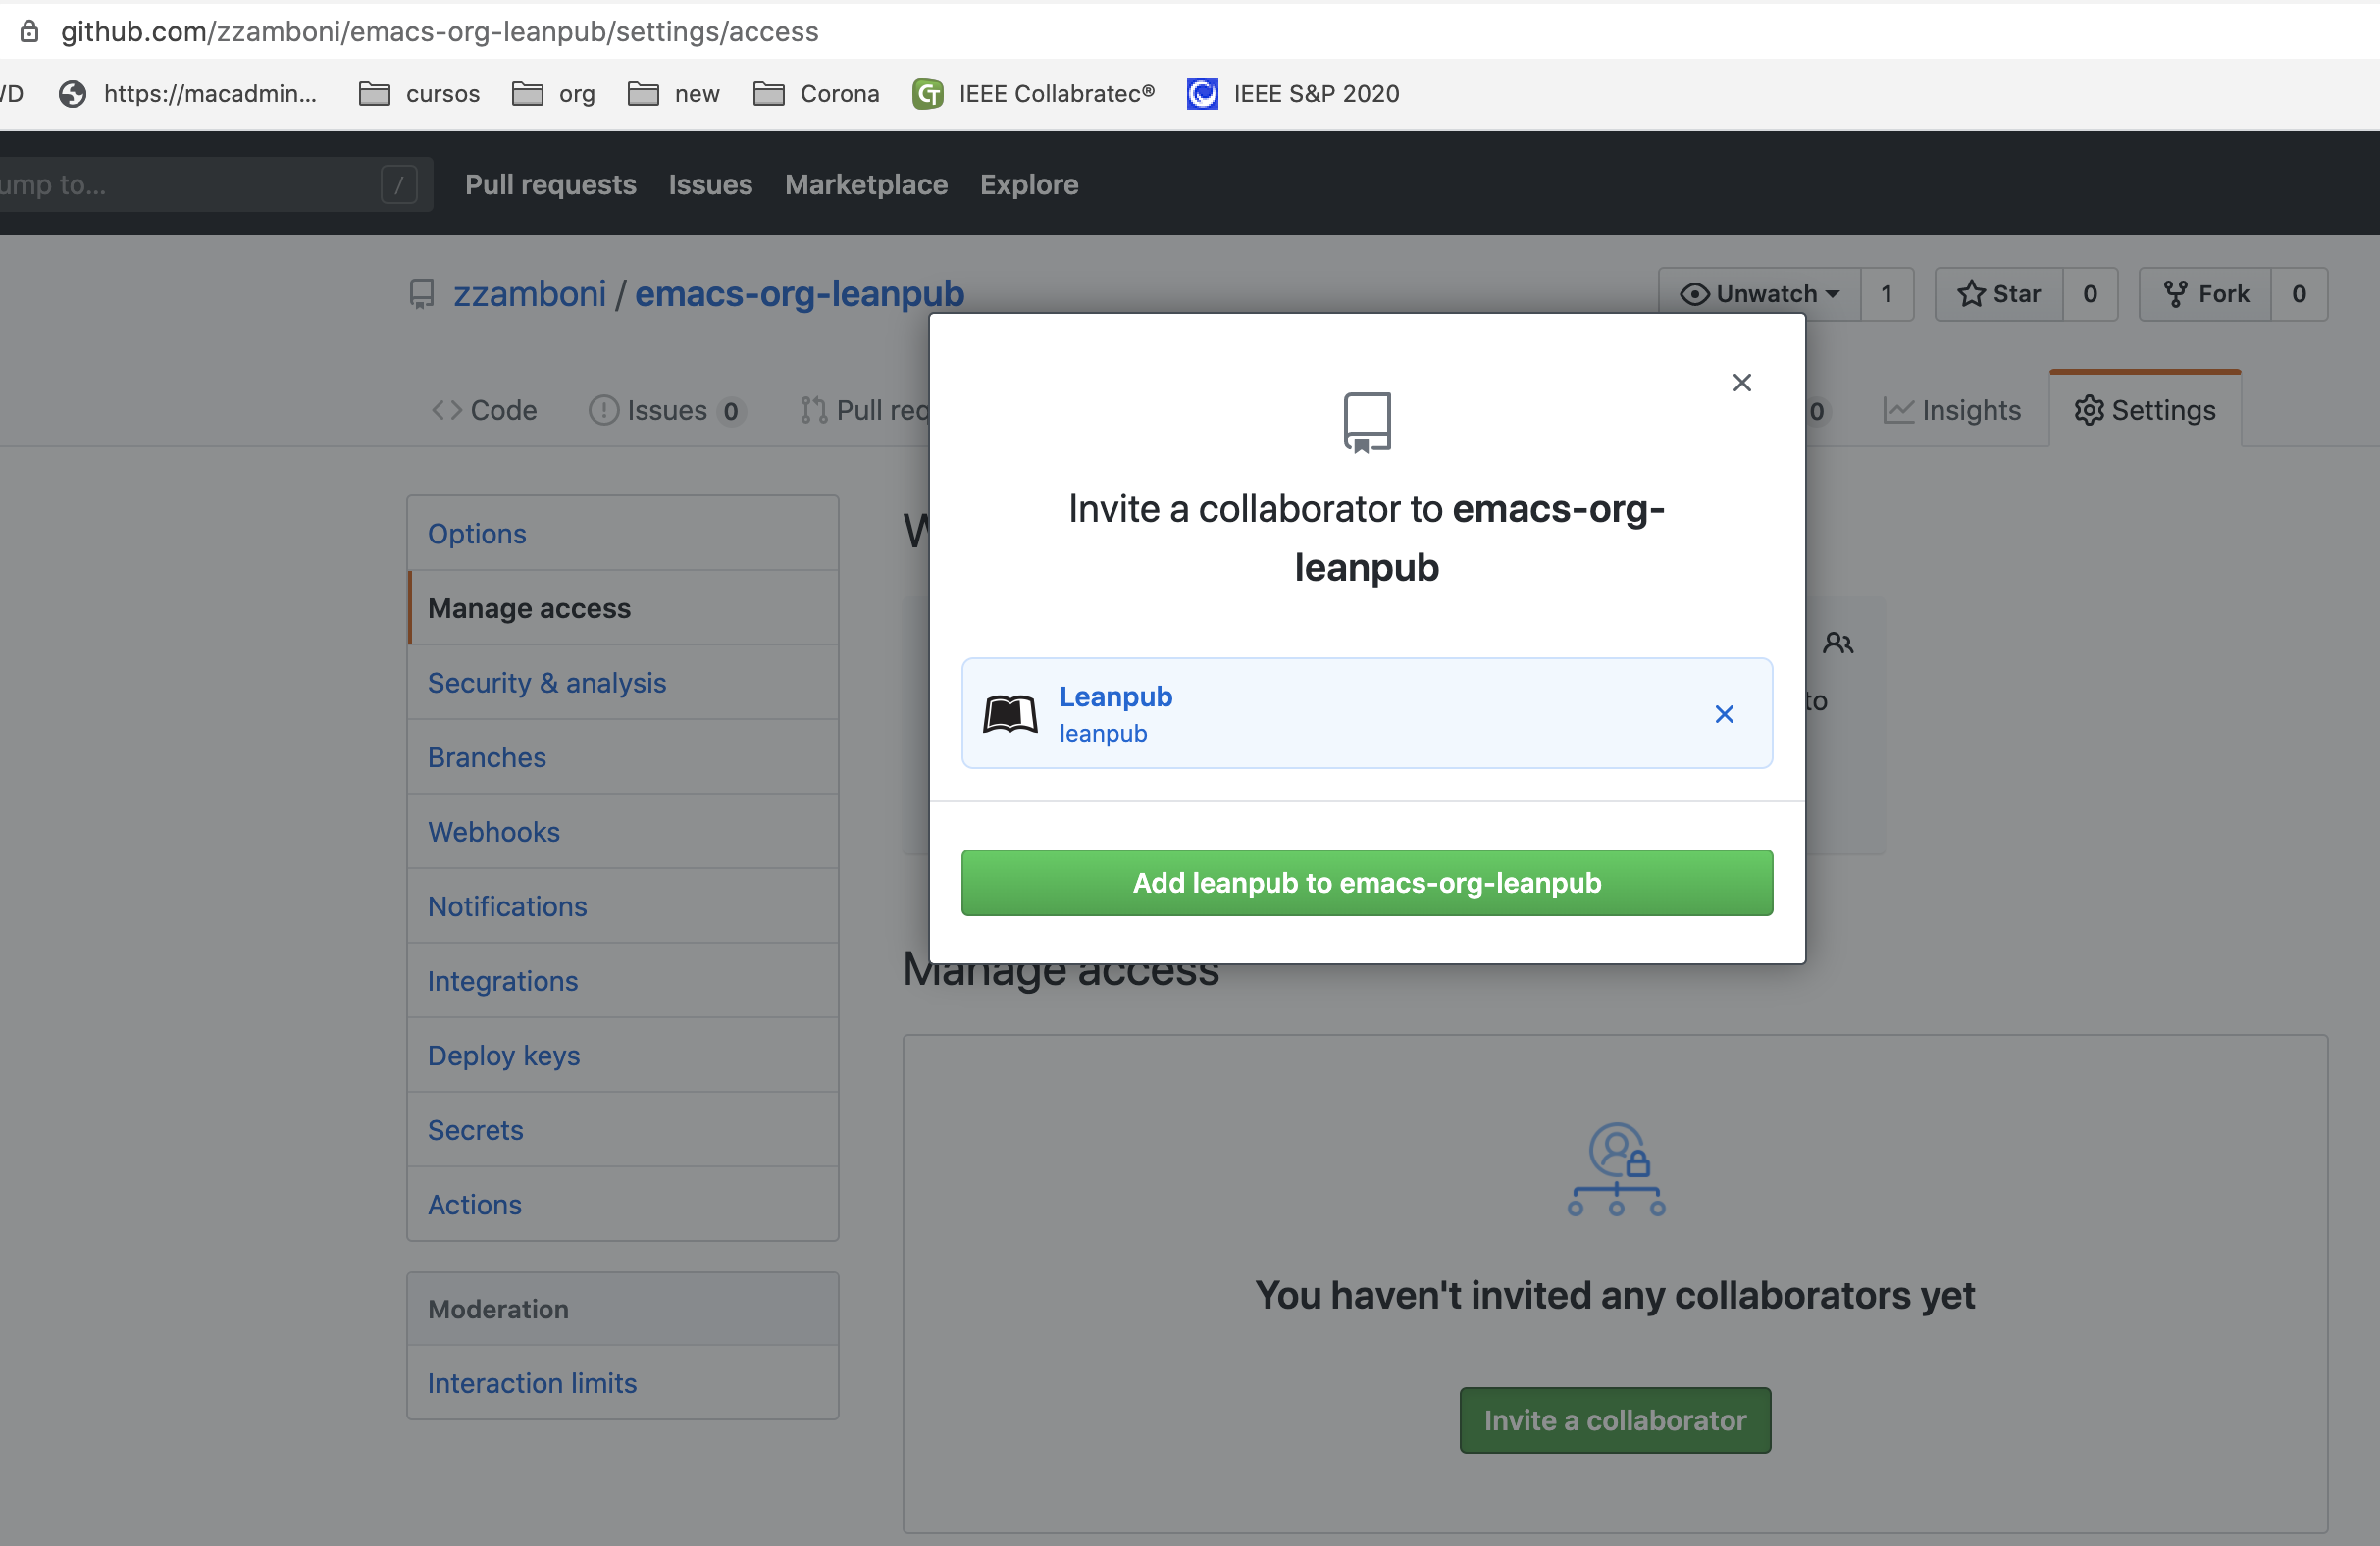 github.com/zzamboni/emacs-org-leanpub/settings/access
https://macadmin... cursos org new Corona IEEE Collabratec® IEEE S&P 2020
ump to... / Pull requests Issues Marketplace Explore
zzamboni / emacs-org-leanpub Unwatch 1 Star 0 Fork 0
Code Issues 0 Pull req 0 Insights Settings
Invite a collaborator to emacs-org-
leanpub
Leanpub
leanpub
Add leanpub to emacs-org-leanpub
Options
Manage access
Security & analysis
Branches
Webhooks
Notifications
Integrations
Deploy keys
Secrets
Actions
Moderation
Interaction limits
to
Manage access
You haven't invited any collaborators yet
Invite a collaborator